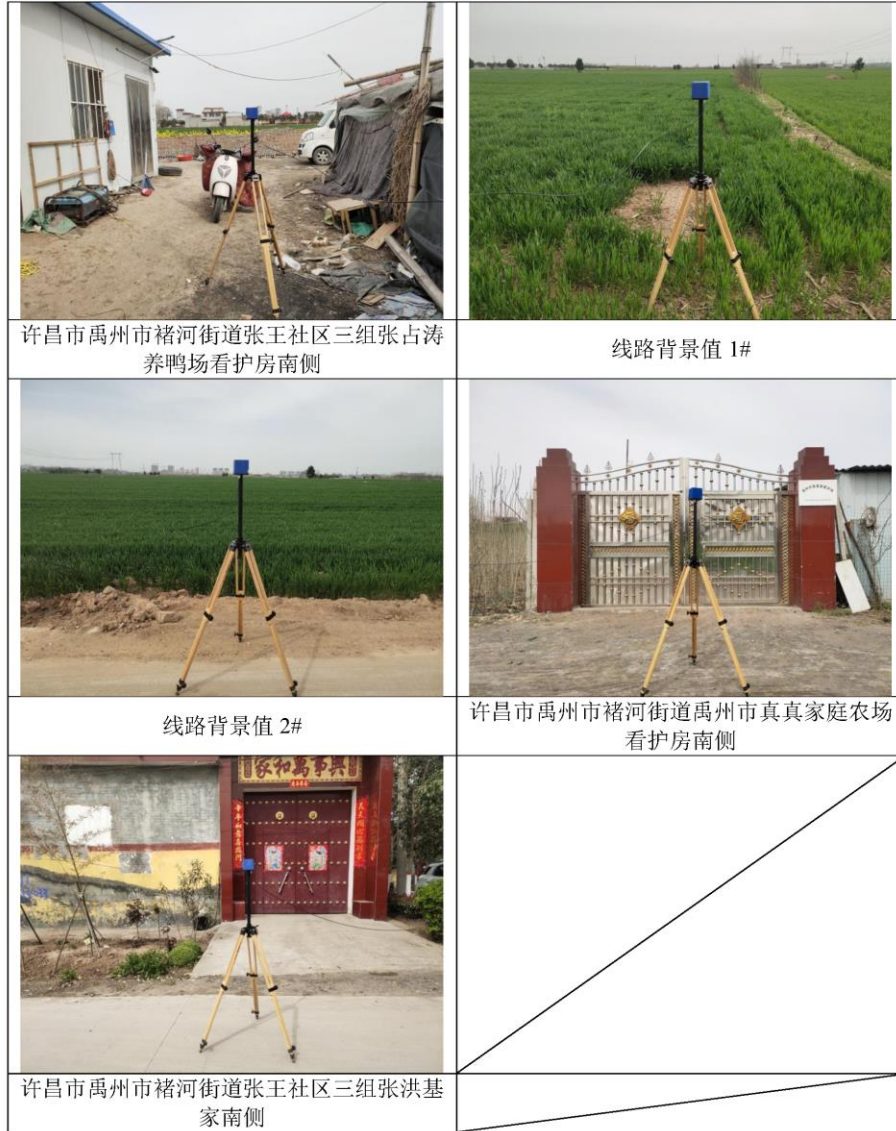 许昌市禹州市褚河街道张王社区三组张占涛
养鸭场看护房南侧
线路背景值 1#
线路背景值 2#
许昌市禹州市褚河街道禹州市真真家庭农场
看护房南侧
家和萬事興
许昌市禹州市褚河街道张王社区三组张洪基
家南侧